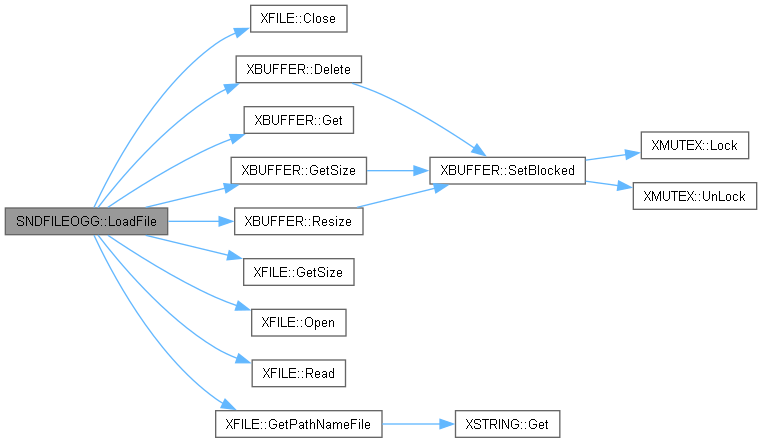 SNDFILEOGG::LoadFile
XFILE::Close
XBUFFER::Delete
XBUFFER::Get
XBUFFER::GetSize
XBUFFER::Resize
XFILE::GetSize
XFILE::Open
XFILE::Read
XFILE::GetPathNameFile
XBUFFER::SetBlocked
XSTRING::Get
XMUTEX::Lock
XMUTEX::UnLock